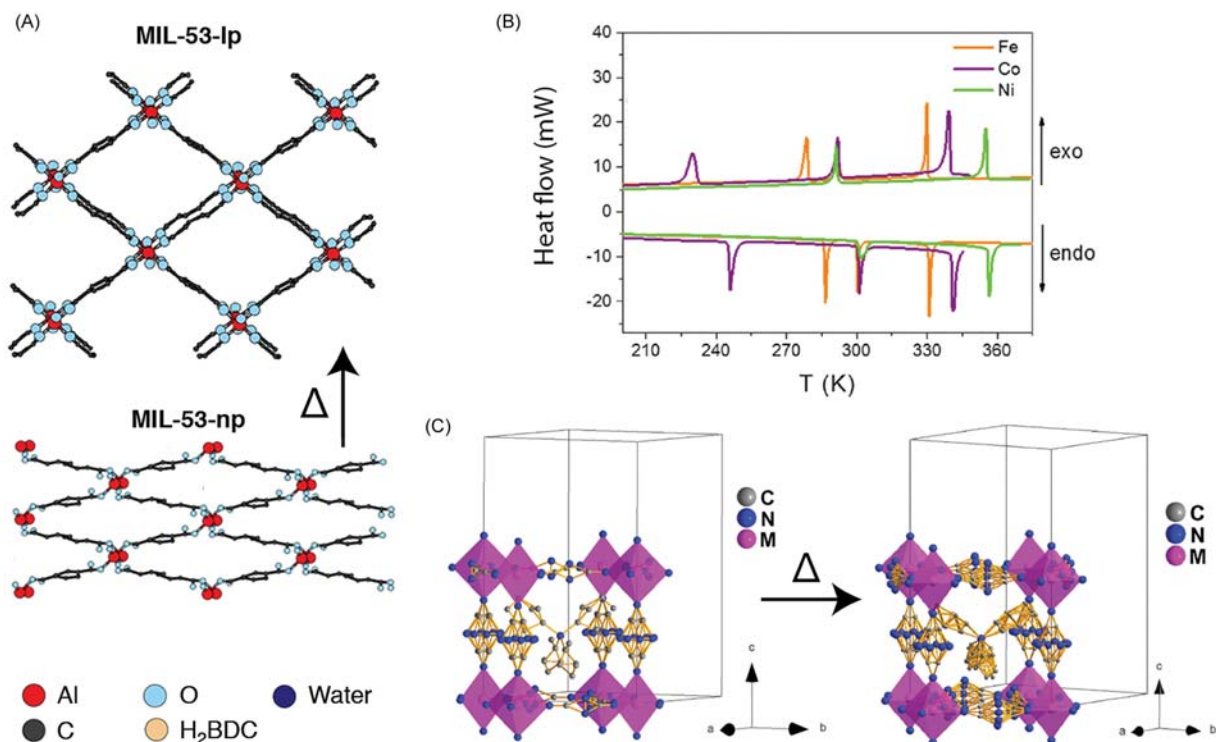 (A)
MIL-53-lp
Δ
MIL-53-np
Al
O
Water
C
H₂BDC
(B)
40
30
20
10
0
-10
-20
Heat flow (mW)
Fe
Co
Ni
exo
endo
210
240
270
300
330
360
T (K)
(C)
C
N
M
c
a
b
Δ
C
N
M
c
a
b